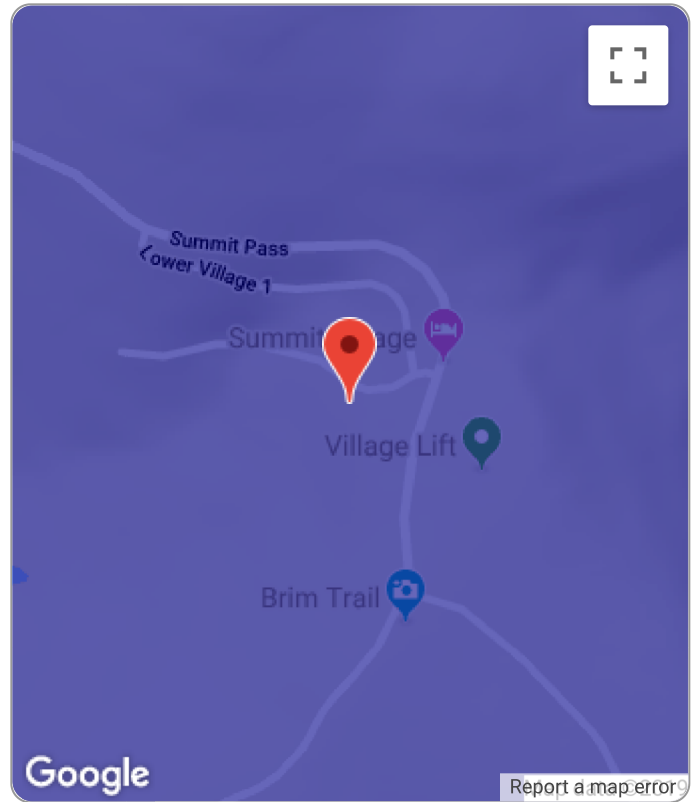 Summit Pass
Lower Village 1
Village Lift
Brim Trail
Google
Report a map error